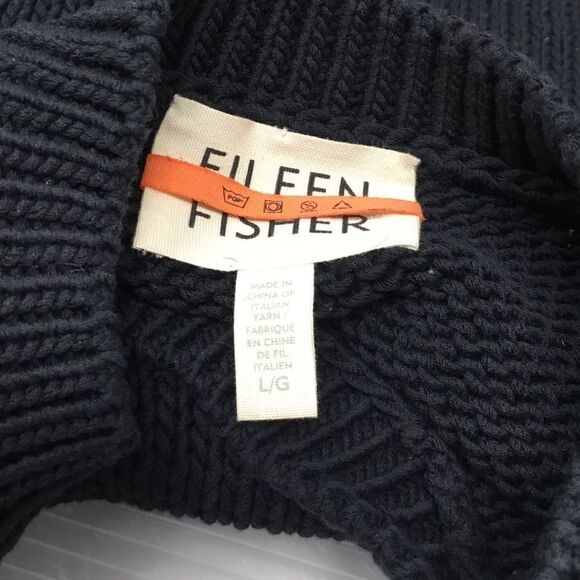 EILEEN
FISHER
MADE IN
CHINA OF
ITALIAN
YARN /
FABRIQUÉ
EN CHINE
DE FIL
ITALIEN
L/G